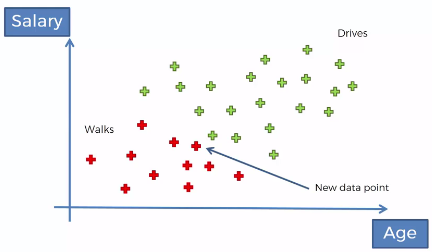 Salary
Drives
Walks
New data point
Age